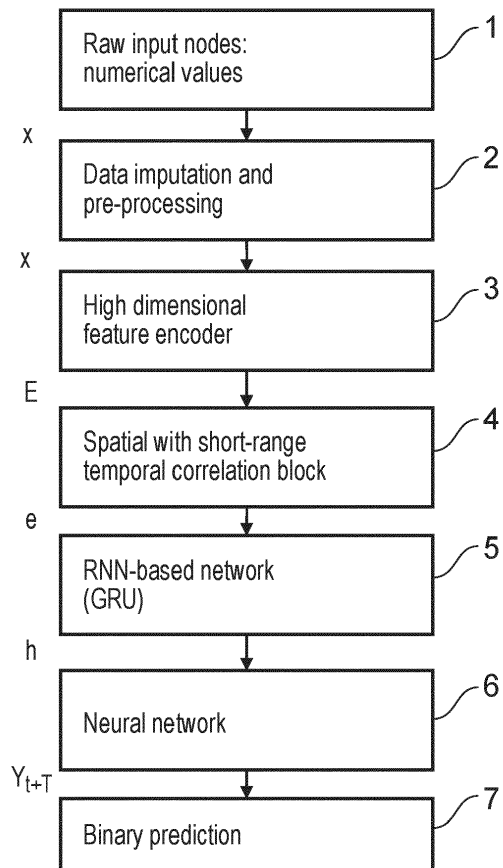 Raw input nodes:
numerical values
1
x
Data imputation and
pre-processing
2
x
High dimensional
feature encoder
3
E
Spatial with short-range
temporal correlation block
4
e
RNN-based network
(GRU)
5
h
Neural network
6
Yt+T
Binary prediction
7